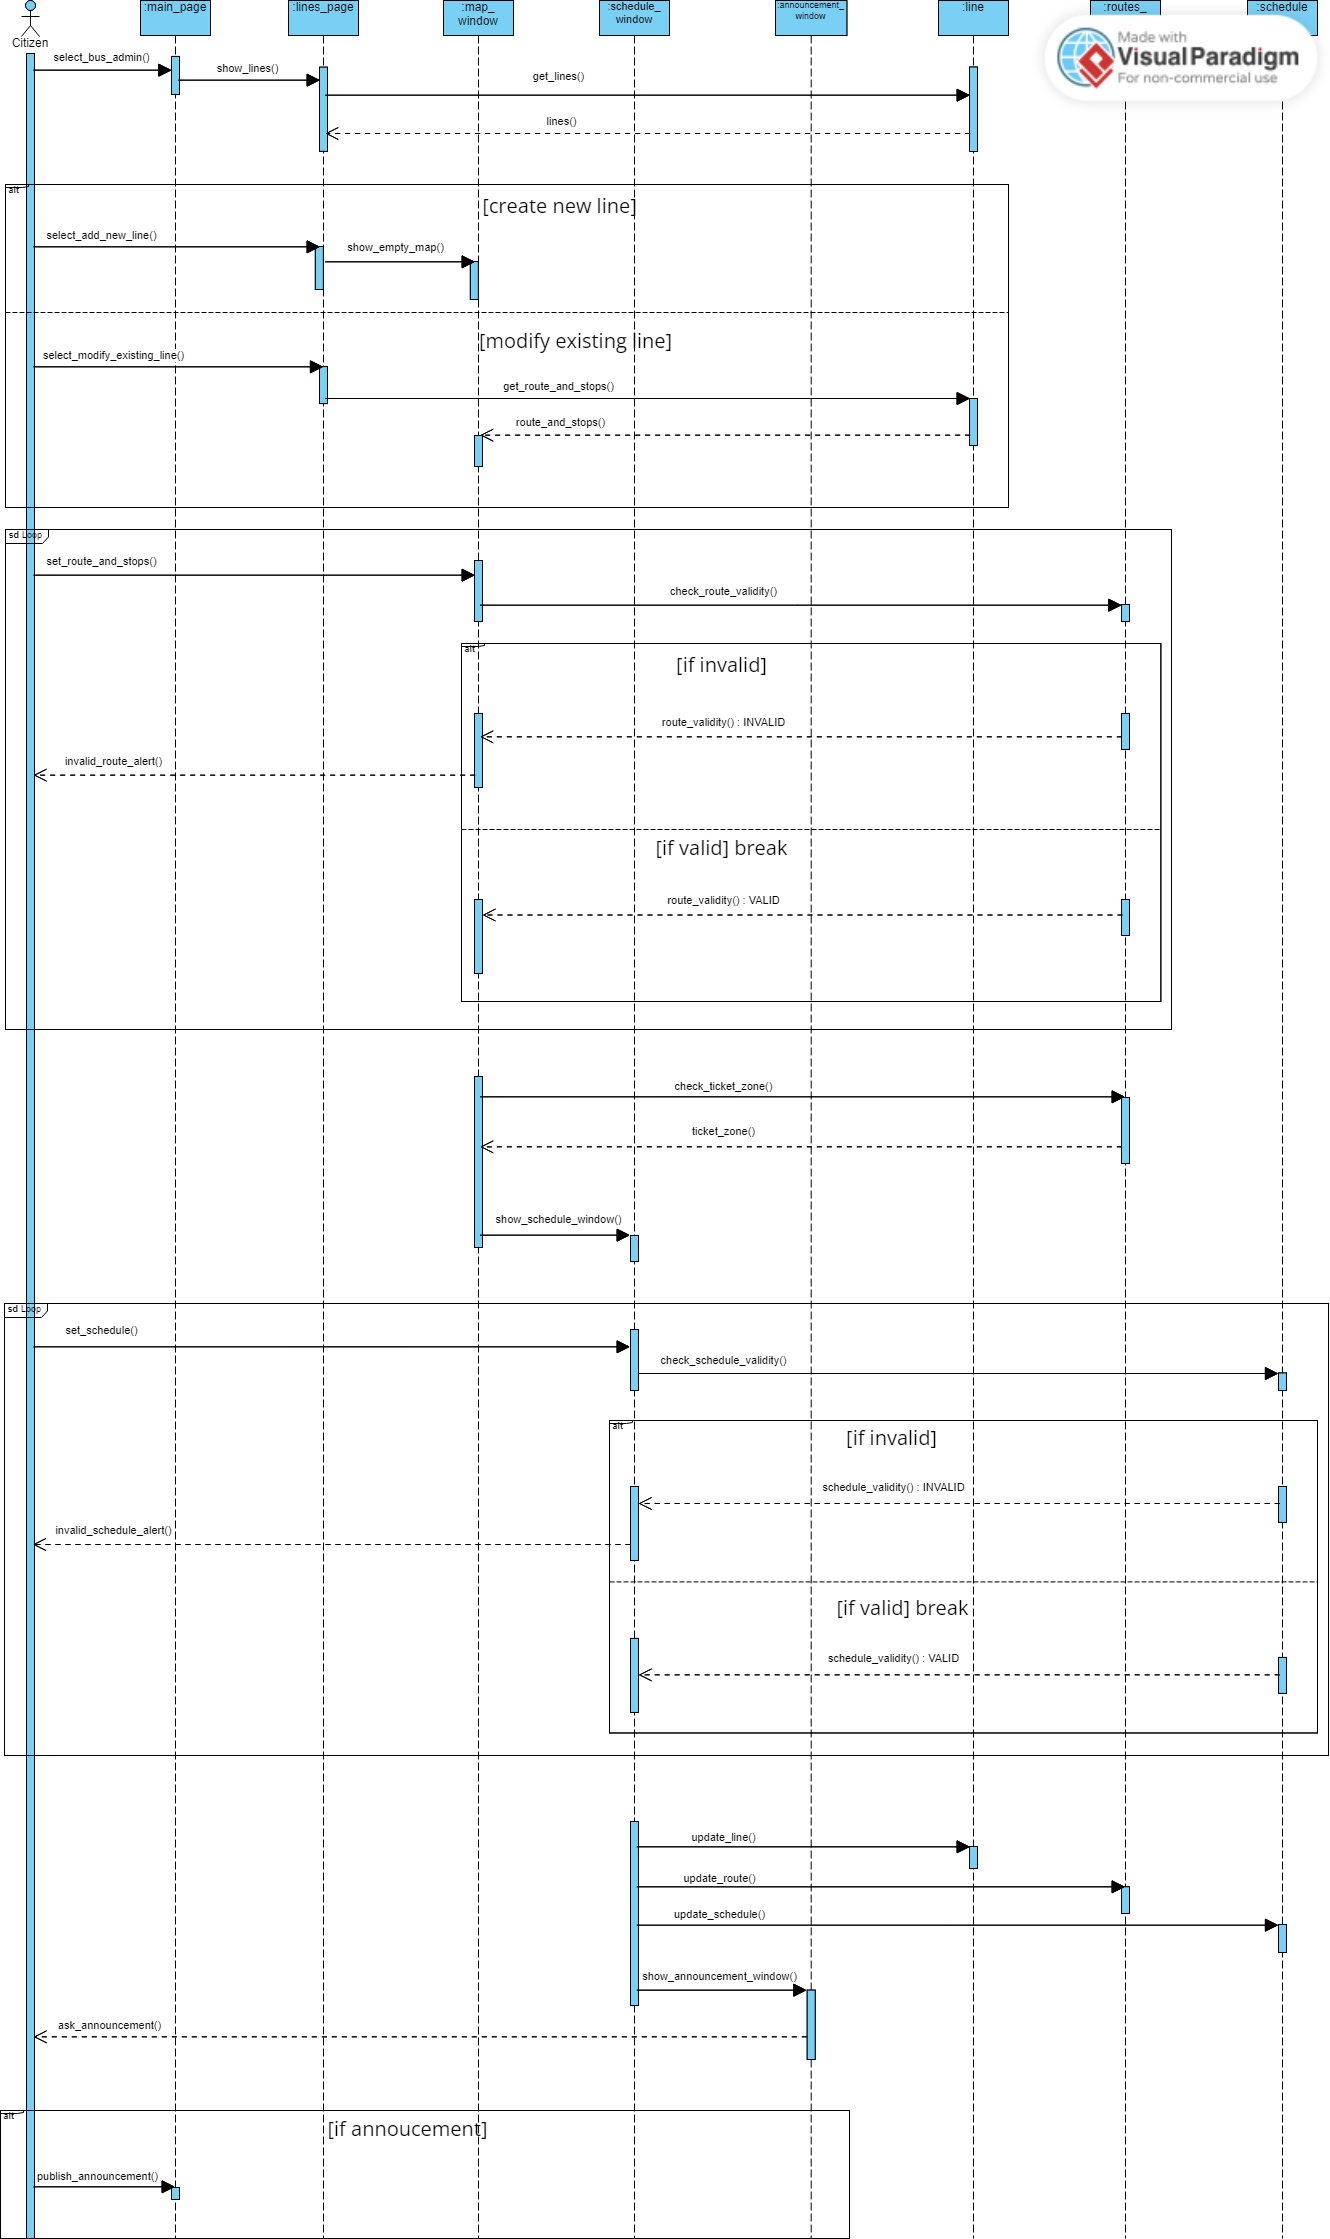 :main_page
:lines_page
:map_
window
:schedule_
window
:announcement_
window
:line
:routes_
:schedule
Made with
VisualParadigm
For non-commercial use
Citizen
select_bus_admin()
show_lines()
get_lines()
lines()
alt
[create new line]
select_add_new_line()
show_empty_map()
[modify existing line]
select_modify_existing_line()
get_route_and_stops()
route_and_stops()
sd Loop
set_route_and_stops()
check_route_validity()
alt
[if invalid]
route_validity() : INVALID
invalid_route_alert()
[if valid] break
route_validity() : VALID
check_ticket_zone()
ticket_zone()
show_schedule_window()
sd Loop
set_schedule()
check_schedule_validity()
alt
[if invalid]
schedule_validity() : INVALID
invalid_schedule_alert()
[if valid] break
schedule_validity() : VALID
update_line()
update_route()
update_schedule()
show_announcement_window()
ask_announcement()
alt
[if annoucement]
publish_announcement()